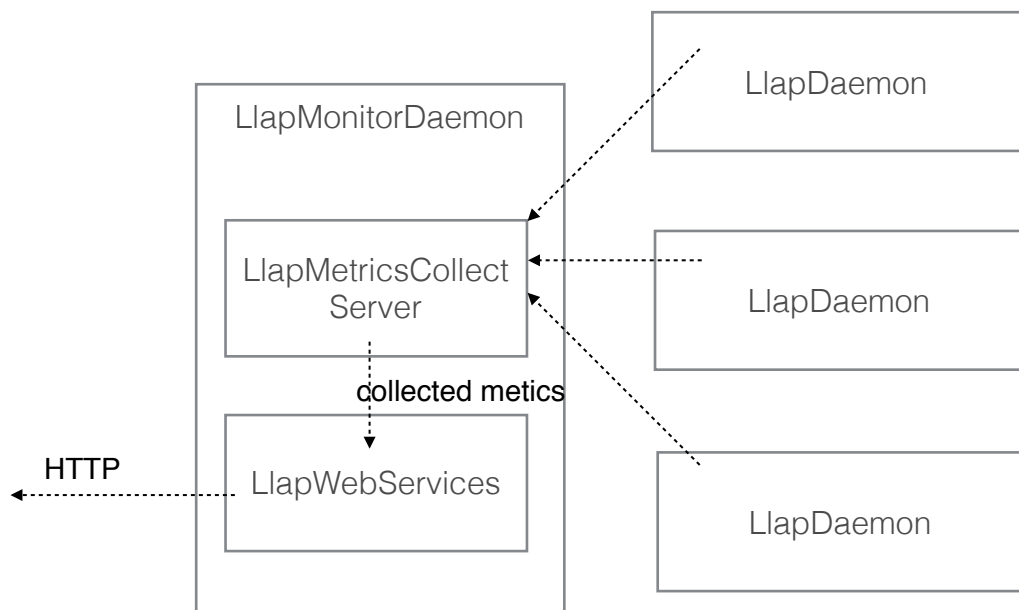 LlapDaemon
LlapMonitorDaemon
LlapMetricsCollect
Server
LlapDaemon
collected metics
HTTP
LlapWebServices
LlapDaemon